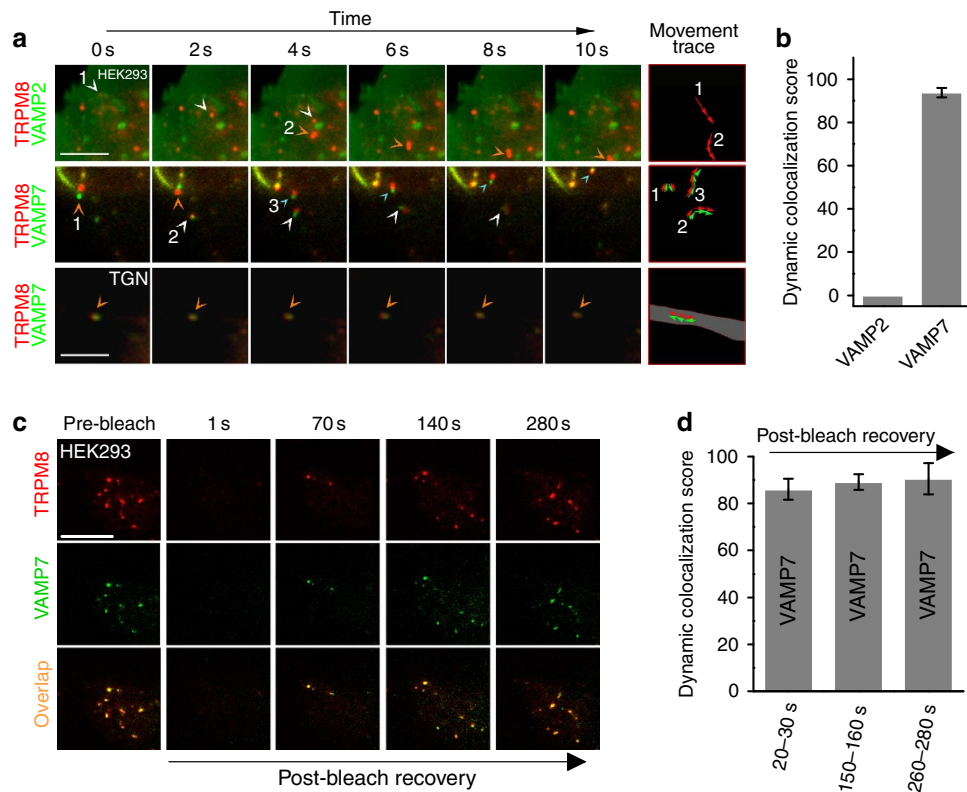 a
Time
0 s 2 s 4 s 6 s 8 s 10 s
Movement
trace
TRPM8
VAMP2
1
HEK293
2
1
2
TRPM8
VAMP7
1
2
3
1
3
2
TRPM8
VAMP7
TGN
b
Dynamic colocalization score
100
80
60
40
20
0
VAMP2
VAMP7
c
Pre-bleach 1 s 70 s 140 s 280 s
HEK293
TRPM8
VAMP7
Overlap
Post-bleach recovery
d
Post-bleach recovery
Dynamic colocalization score
100
80
60
40
20
0
VAMP7
VAMP7
VAMP7
20–30 s
150–160 s
260–280 s